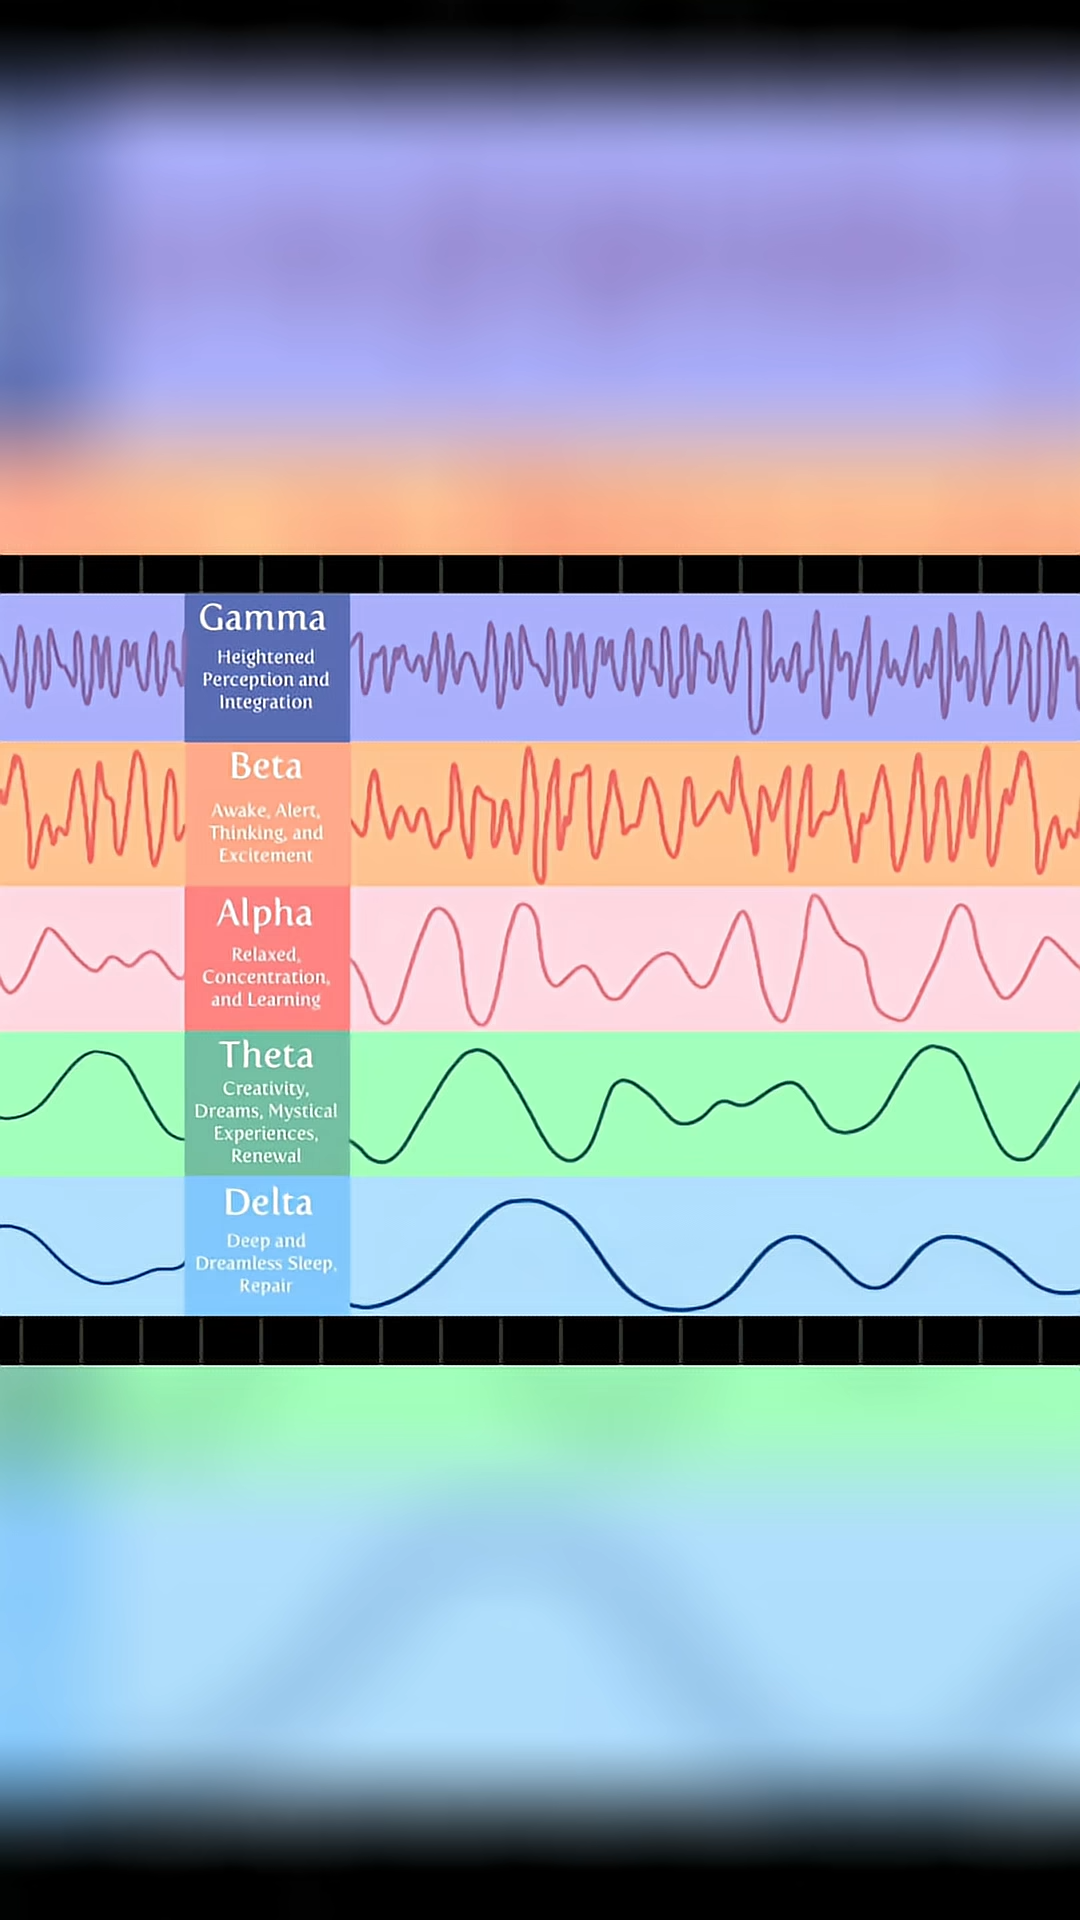 Gamma
Heightened
Perception and
Integration
Beta
Awake, Alert,
Thinking, and
Excitement
Alpha
Relaxed,
Concentration,
and Learning
Theta
Creativity,
Dreams, Mystical
Experiences,
Renewal
Delta
Deep and
Dreamless Sleep,
Repair